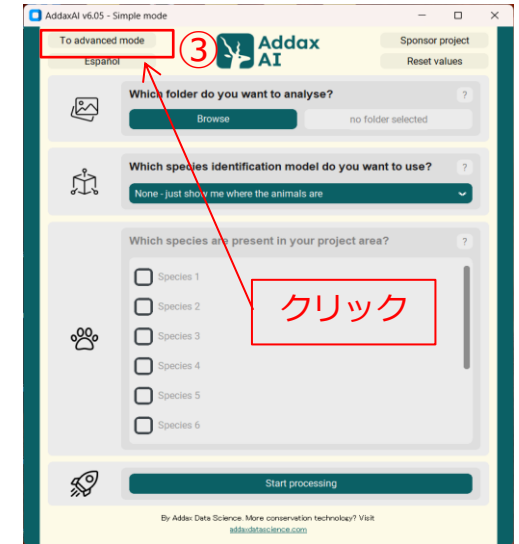 AddaxAI v6.05 - Simple mode
To advanced mode
③
Addax
AI
Sponsor project
Español
Reset values
Which folder do you want to analyse?
?
Browse
no folder selected
Which species identification model do you want to use?
?
None - just show me where the animals are
Which species are present in your project area?
?
Species 1
Species 2
クリック
Species 3
Species 4
Species 5
Species 6
Start processing
By Addax Data Science. More conservation technology? Visit
addaxdatascience.com